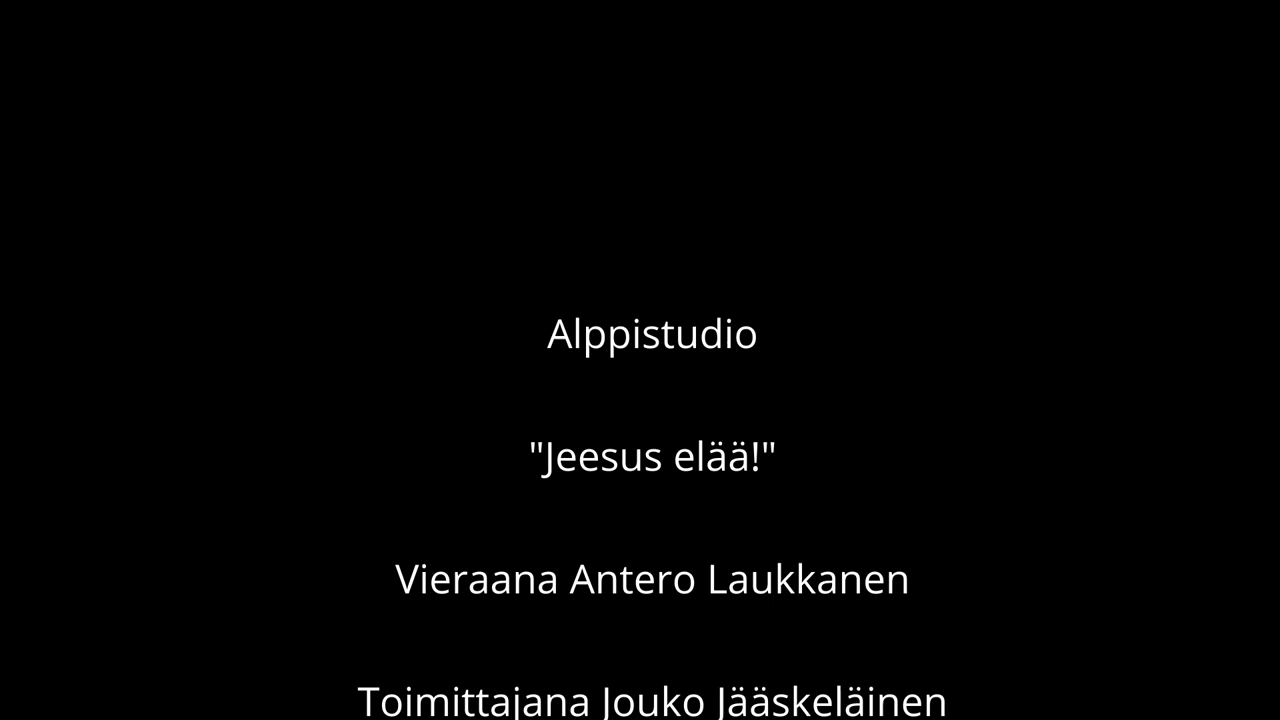 Alppistudio
"Jeesus elää!"
Vieraana Antero Laukkanen
Toimittajana Jouko Jääskeläinen